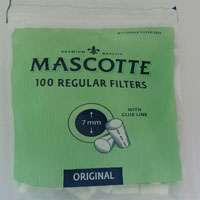 PREMIUM QUALITY
MASCOTTE
100 REGULAR FILTERS
WITH
GLUE LINE
7 mm
ORIGINAL